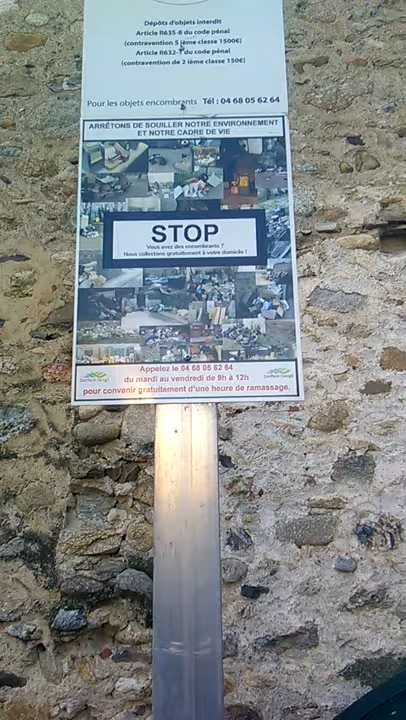 Dépôts d'objets interdit
Article R635-8 du code pénal
(contravention 5 ième classe 1500€)
Article R632-1 du code pénal
(contravention de 2 ième classe 150€)
Pour les objets encombrants Tél : 04 68 05 62 64
ARRÊTONS DE SOUILLER NOTRE ENVIRONNEMENT
ET NOTRE CADRE DE VIE
STOP
Vous avez des encombrants ?
Nous collectons gratuitement à votre domicile !
Appelez le 04 68 05 62 64
du mardi au vendredi de 9h à 12h
pour convenir gratuitement d'une heure de ramassage.